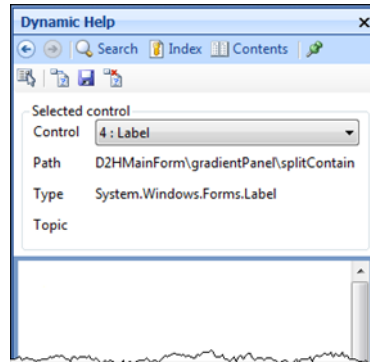 Dynamic Help
Search Index Contents
Selected control
Control 4 : Label
Path D2HMainForm\gradientPanel\splitContain
Type System.Windows.Forms.Label
Topic